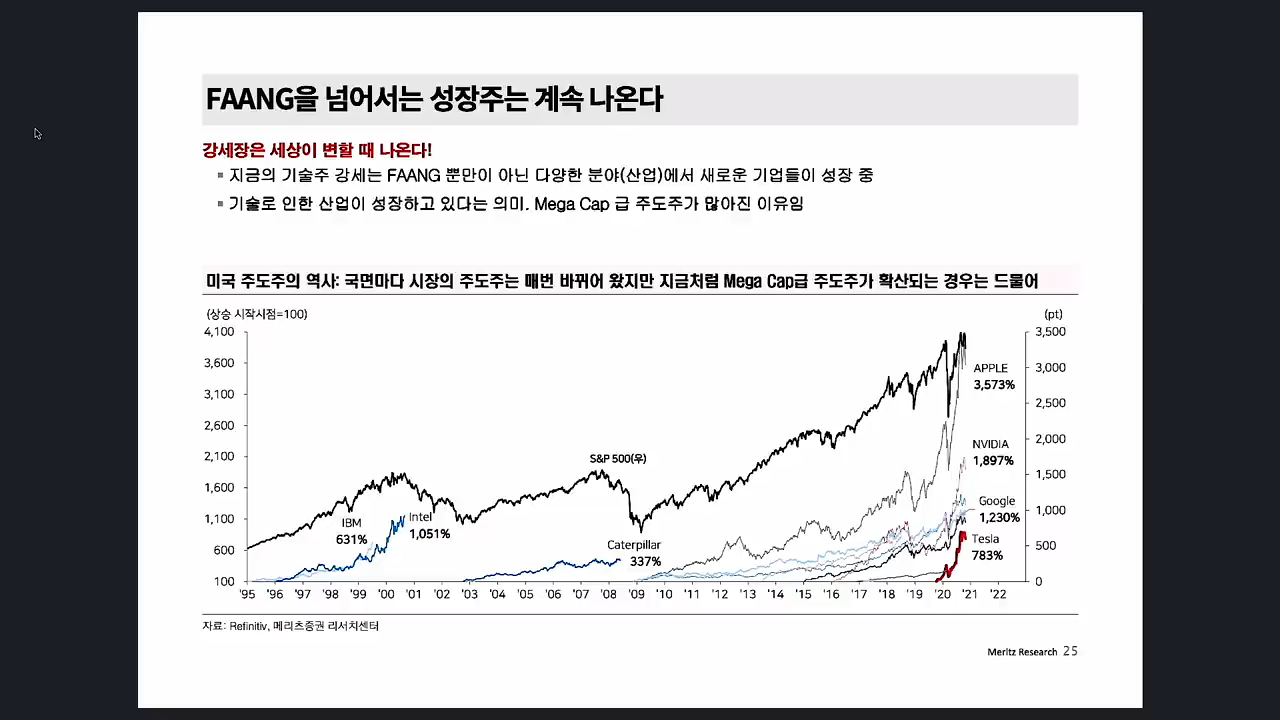 FAANG을 넘어서는 성장주는 계속 나온다
강세장은 세상이 변할 때 나온다!
지금의 기술주 강세는 FAANG 뿐만이 아닌 다양한 분야(산업)에서 새로운 기업들이 성장 중
기술로 인한 산업이 성장하고 있다는 의미. Mega Cap 급 주도주가 많아진 이유임
미국 주도주의 역사: 국면마다 시장의 주도주는 매번 바뀌어 왔지만 지금처럼 Mega Cap급 주도주가 확산되는 경우는 드물어
(상승 시작시점=100)
(pt)
4,100
3,600
3,100
2,600
2,100
1,600
1,100
600
100
3,500
3,000
2,500
2,000
1,500
1,000
500
0
S&P 500(우)
IBM
631%
Intel
1,051%
Caterpillar
337%
APPLE
3,573%
NVIDIA
1,897%
Google
1,230%
Tesla
783%
'95 '96 '97 '98 '99 '00 '01 '02 '03 '04 '05 '06 '07 '08 '09 '10 '11 '12 '13 '14 '15 '16 '17 '18 '19 '20 '21 '22
자료: Refinitiv, 메리츠증권 리서치센터
Meritz Research 25